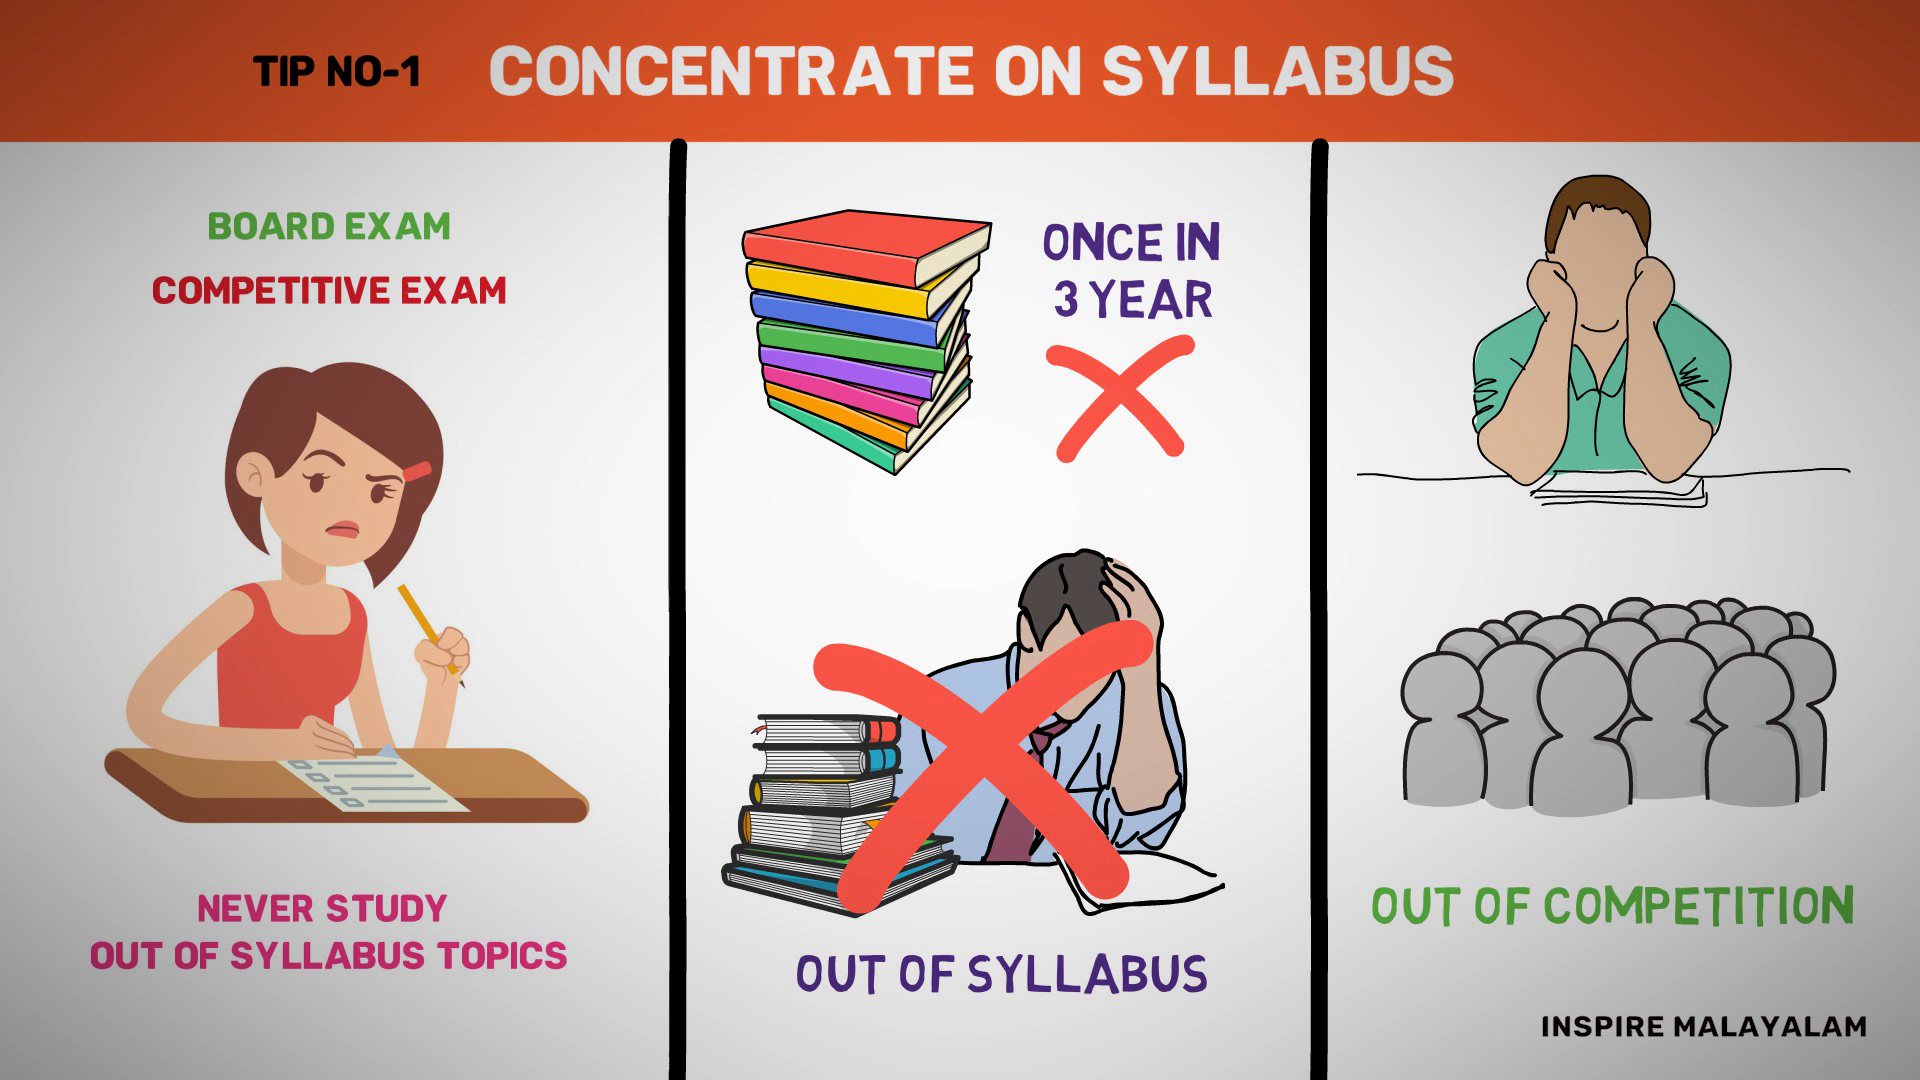 TIP NO-1 CONCENTRATE ON SYLLABUS
BOARD EXAM
COMPETITIVE EXAM
NEVER STUDY
OUT OF SYLLABUS TOPICS
ONCE IN
3 YEAR
OUT OF SYLLABUS
OUT OF COMPETITION
INSPIRE MALAYALAM